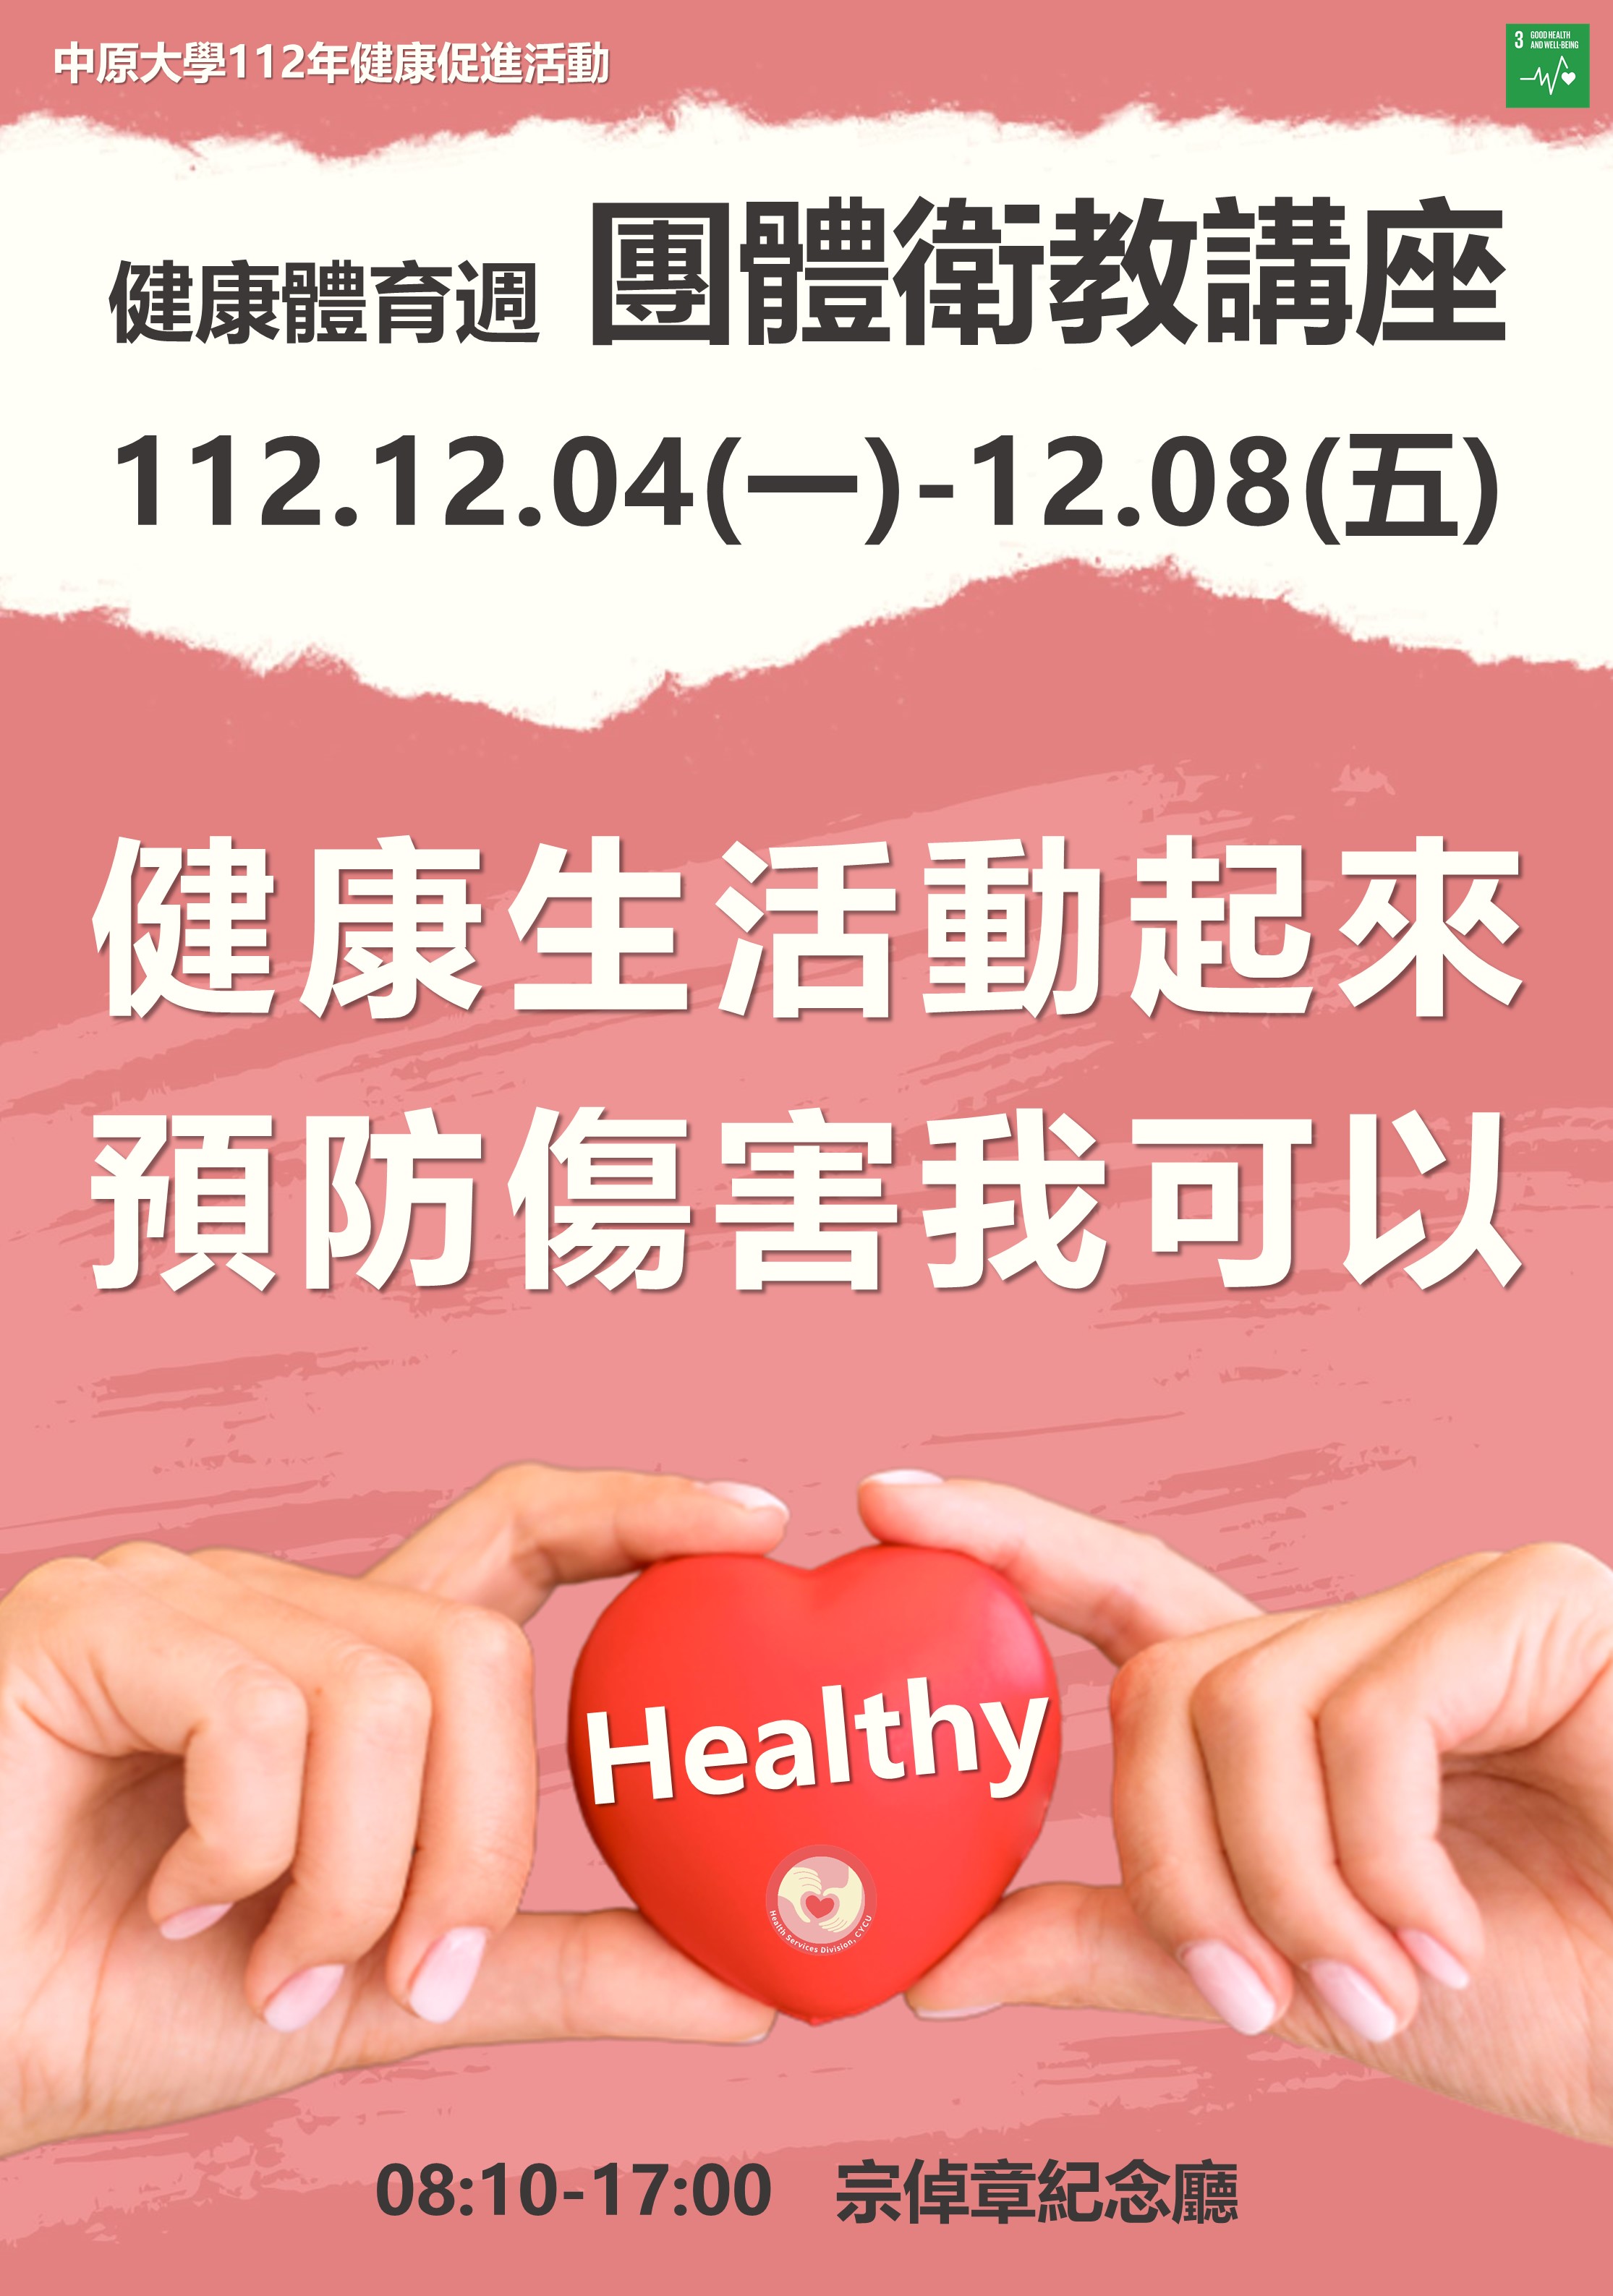 中原大學112年健康促進活動
3 GOOD HEALTH
AND WELL-BEING
健康體育週 團體衛教講座
112.12.04(一)-12.08(五)
健康生活動起來
預防傷害我可以
Healthy
Health Services Division, CYCU
08:10-17:00 宗倬章紀念廳